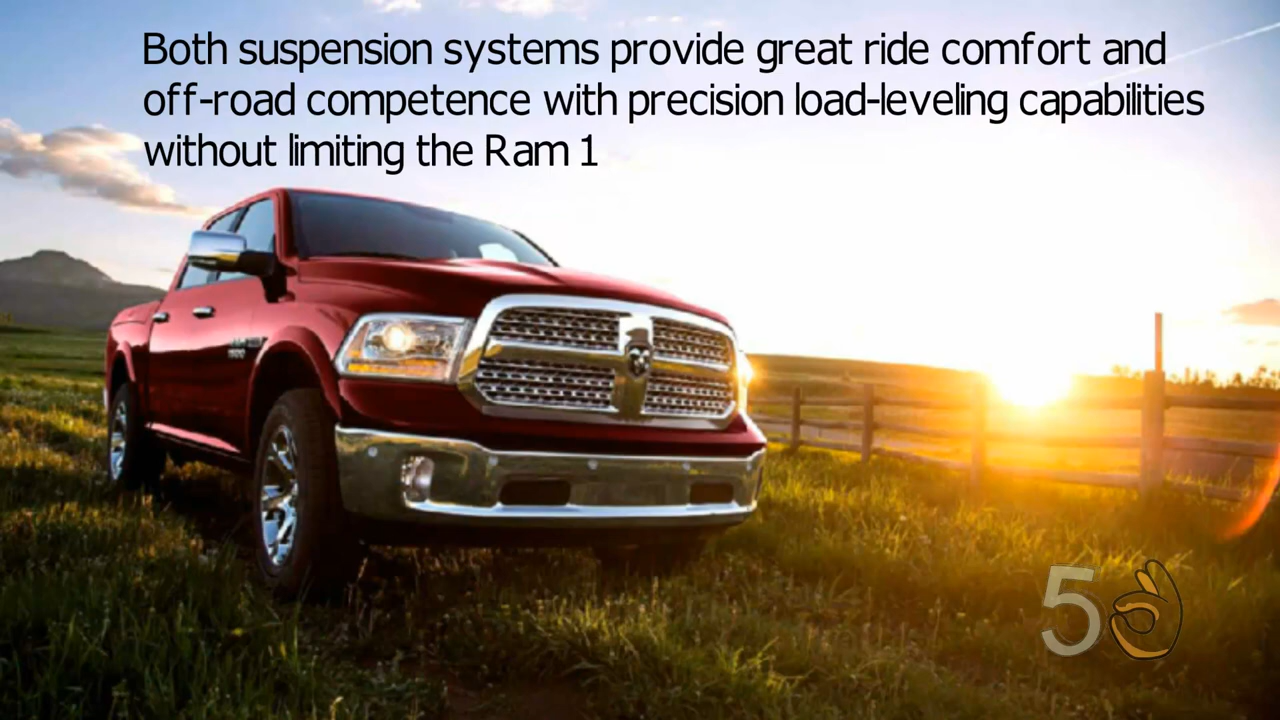 Both suspension systems provide great ride comfort and
off-road competence with precision load-leveling capabilities
without limiting the Ram 1
5